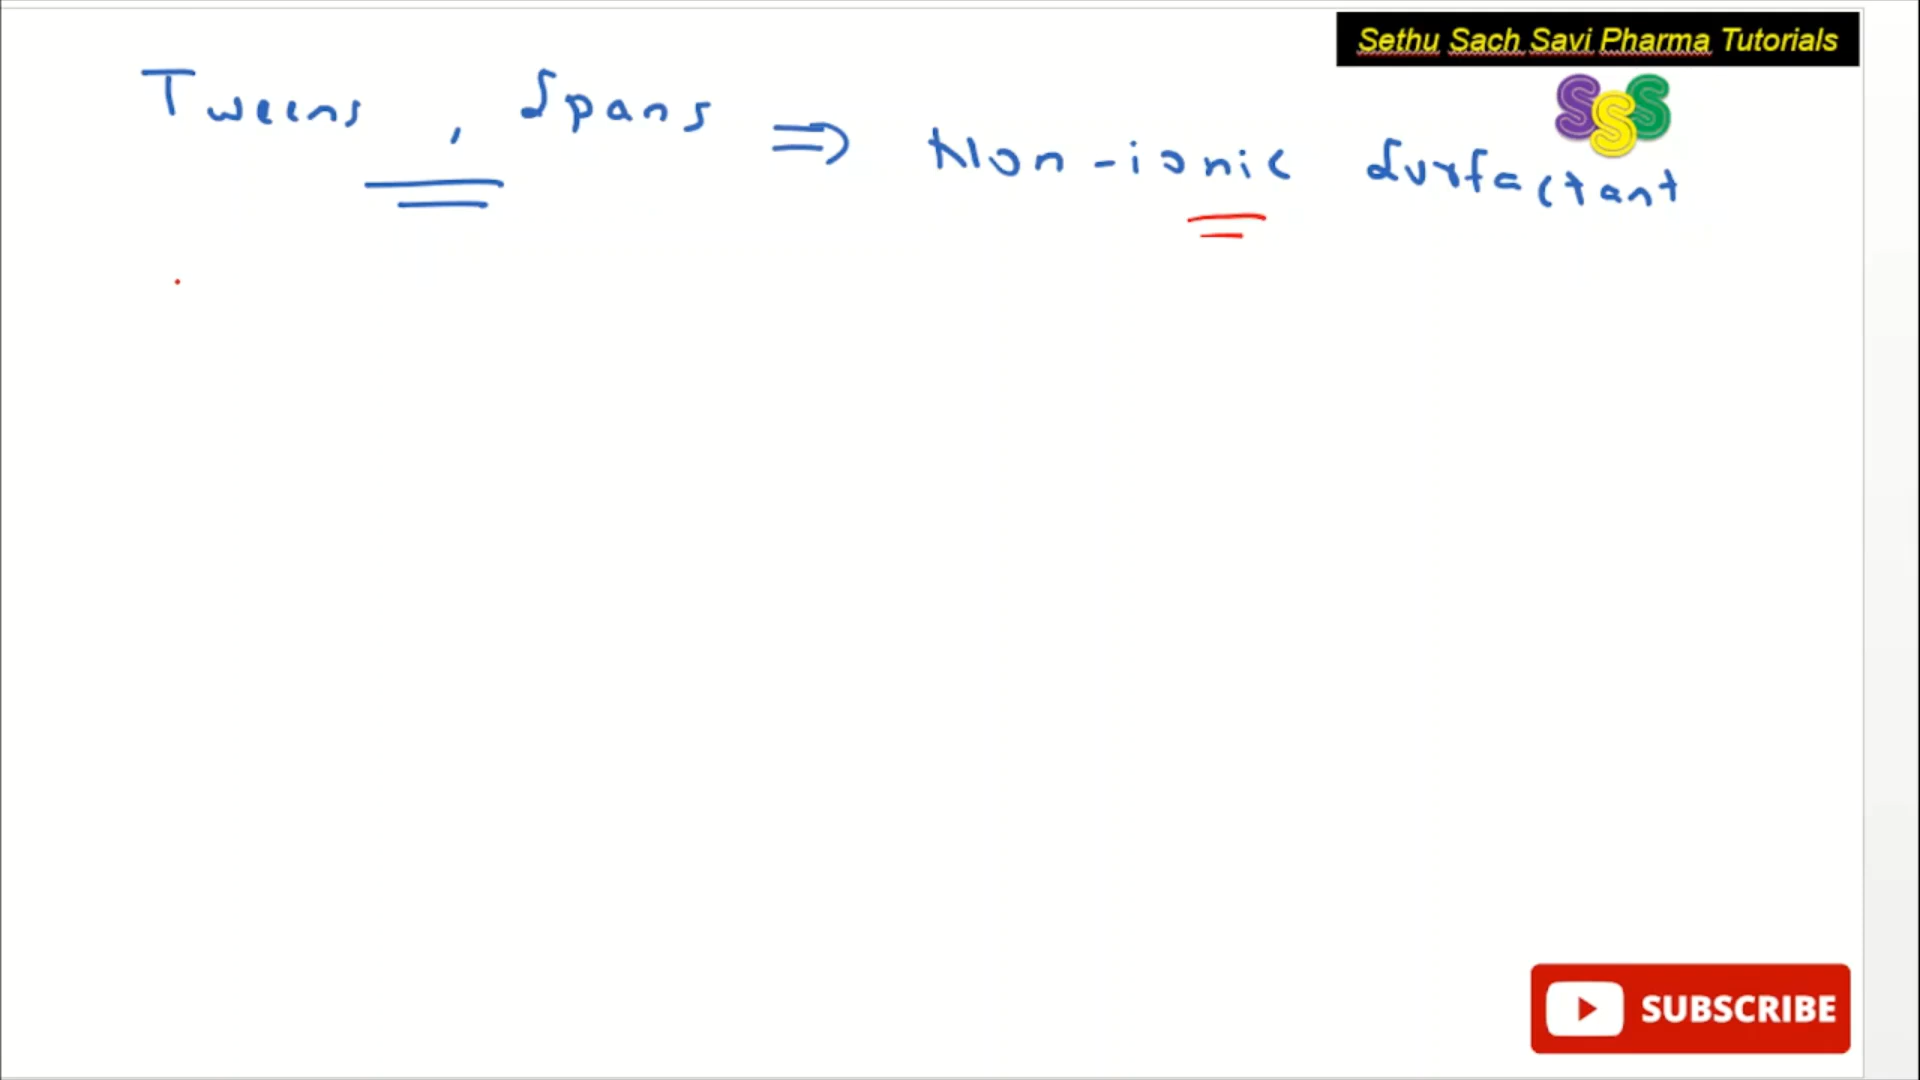 Sethu Sach Savi Pharma Tutorials
SSS
Tweens , Spans ⇒ Non-ionic Surfactant
SUBSCRIBE